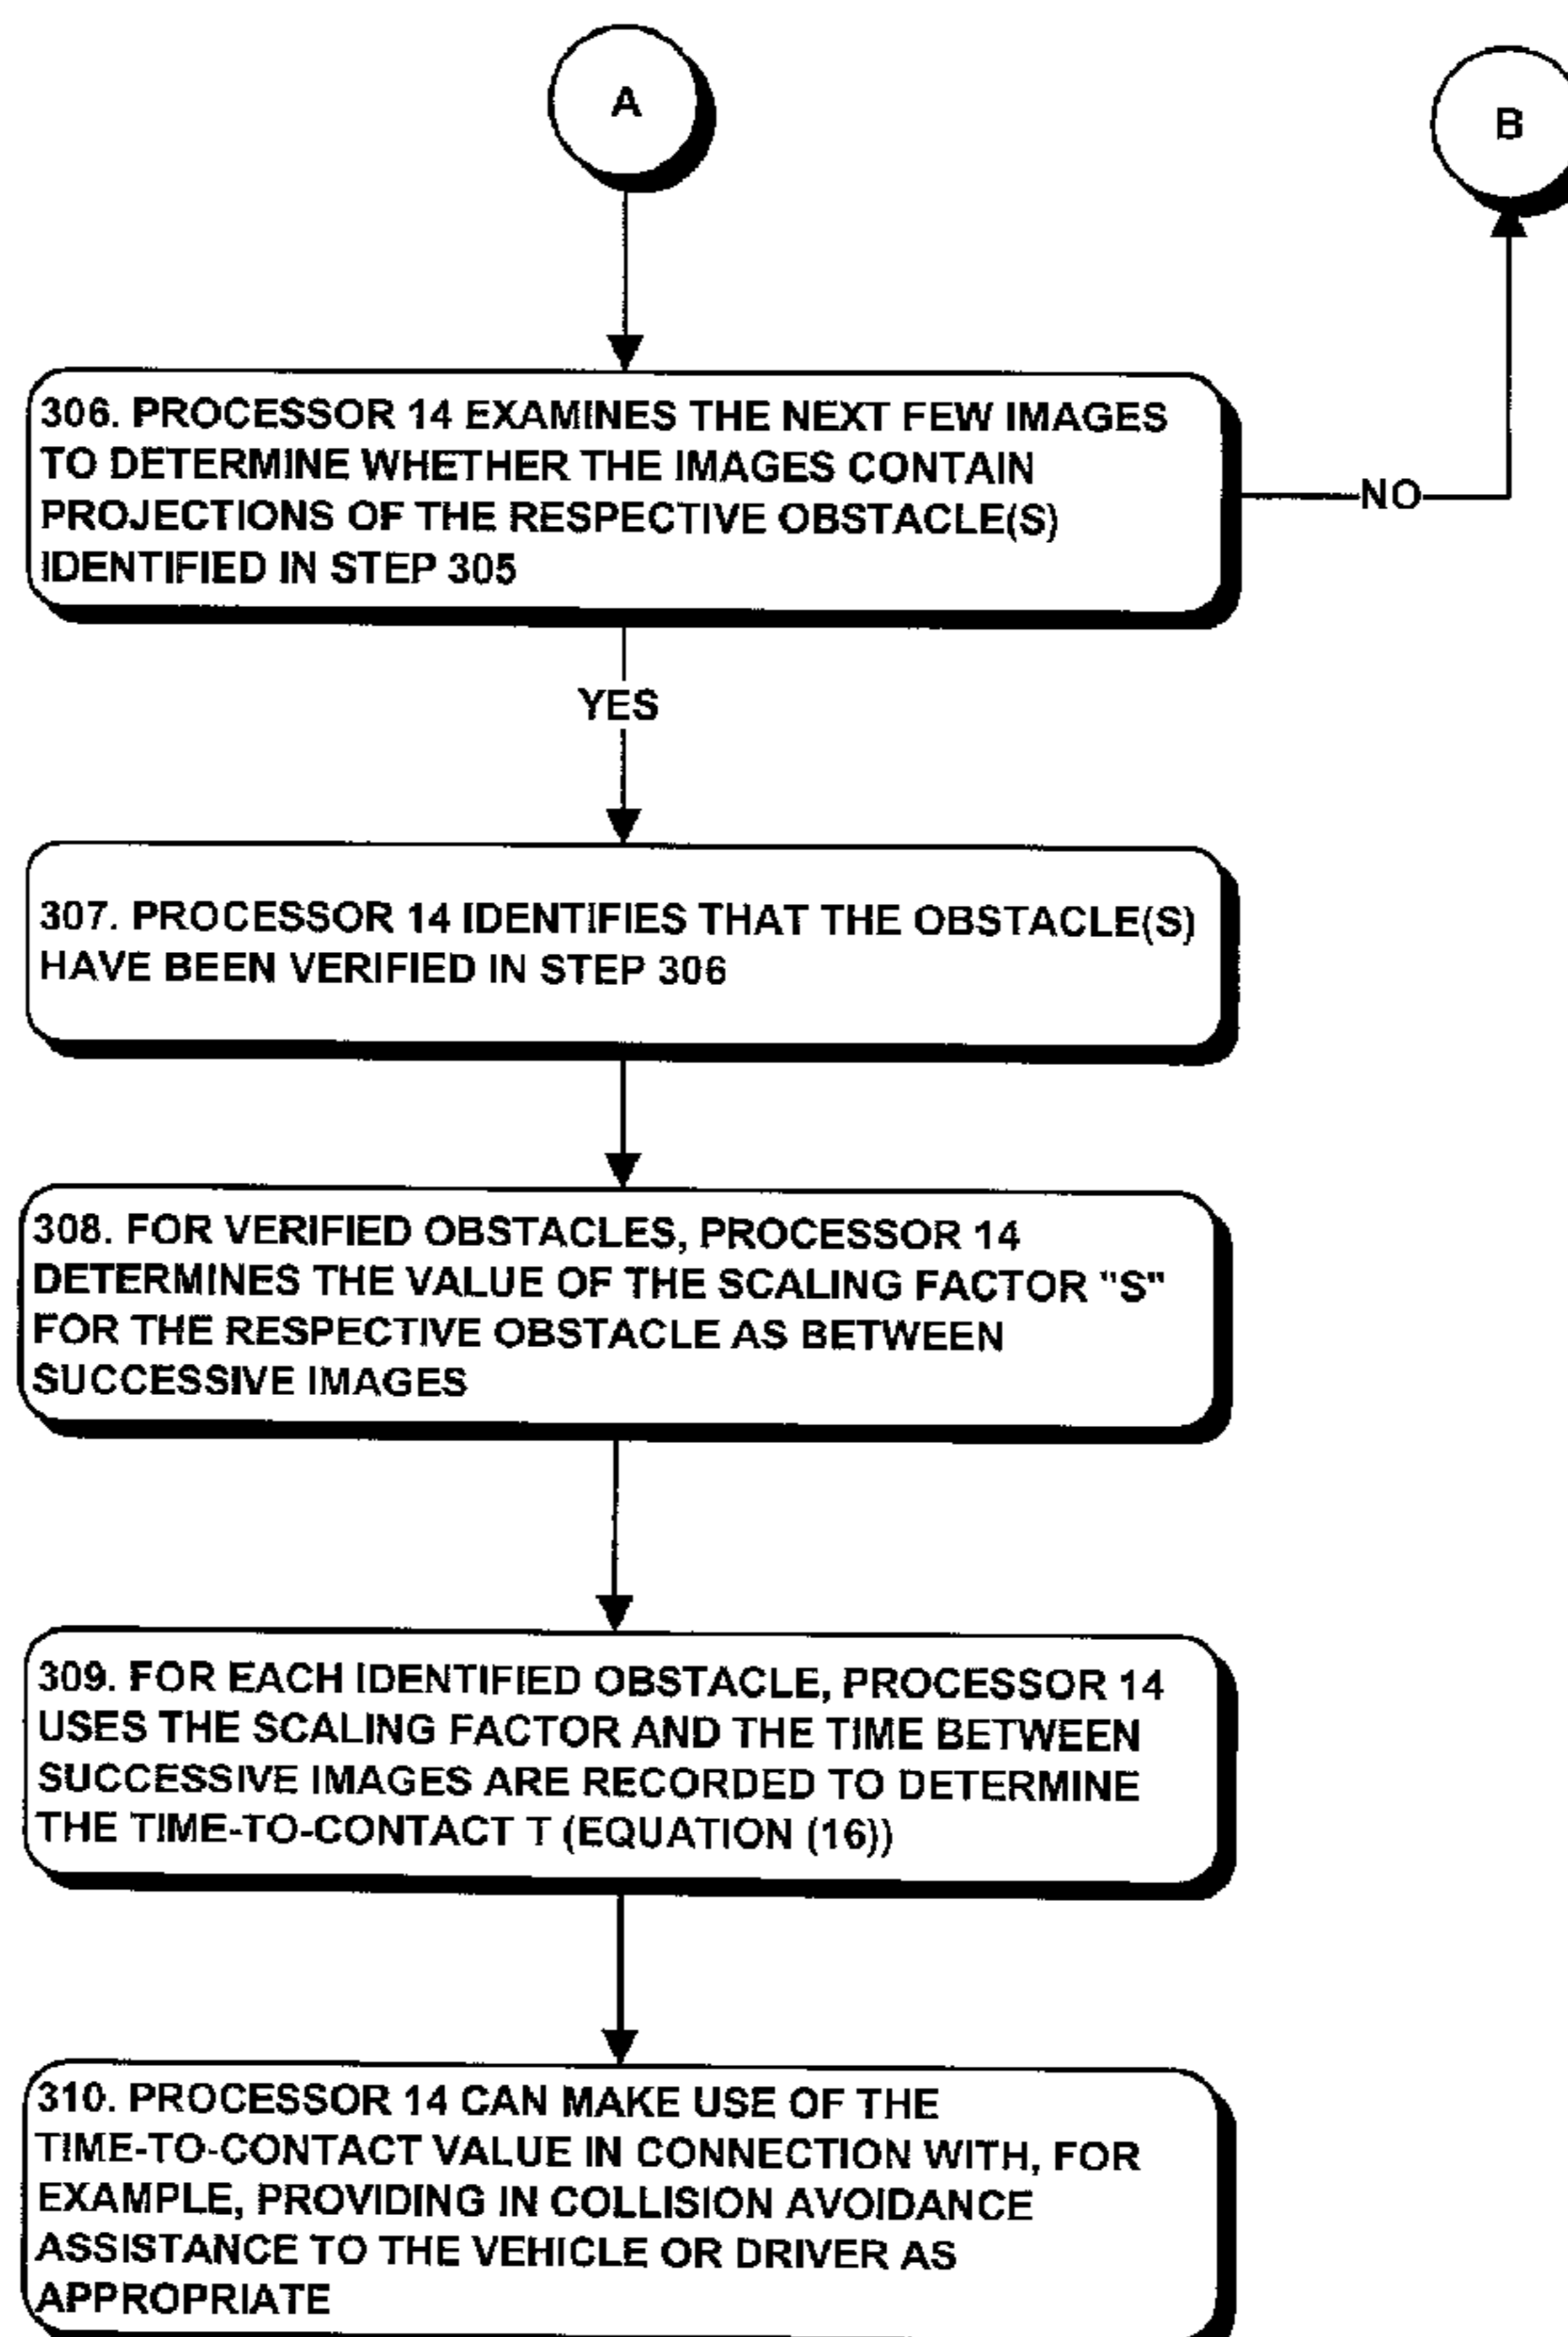 A
B
306. PROCESSOR 14 EXAMINES THE NEXT FEW IMAGES
TO DETERMINE WHETHER THE IMAGES CONTAIN
PROJECTIONS OF THE RESPECTIVE OBSTACLE(S)
IDENTIFIED IN STEP 305
NO
YES
307. PROCESSOR 14 IDENTIFIES THAT THE OBSTACLE(S)
HAVE BEEN VERIFIED IN STEP 306
308. FOR VERIFIED OBSTACLES, PROCESSOR 14
DETERMINES THE VALUE OF THE SCALING FACTOR "S"
FOR THE RESPECTIVE OBSTACLE AS BETWEEN
SUCCESSIVE IMAGES
309. FOR EACH IDENTIFIED OBSTACLE, PROCESSOR 14
USES THE SCALING FACTOR AND THE TIME BETWEEN
SUCCESSIVE IMAGES ARE RECORDED TO DETERMINE
THE TIME-TO-CONTACT T (EQUATION (16))
310. PROCESSOR 14 CAN MAKE USE OF THE
TIME-TO-CONTACT VALUE IN CONNECTION WITH, FOR
EXAMPLE, PROVIDING IN COLLISION AVOIDANCE
ASSISTANCE TO THE VEHICLE OR DRIVER AS
APPROPRIATE